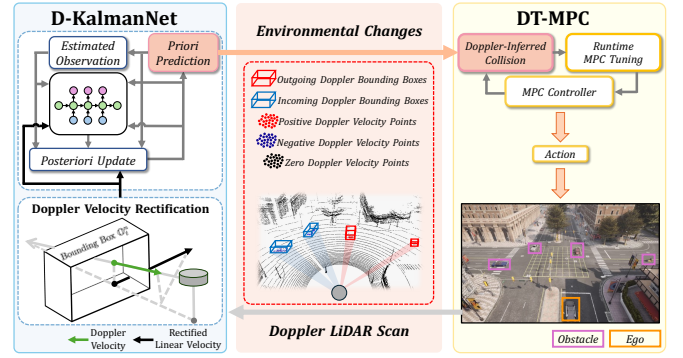 D-KalmanNet
Estimated
Observation
Priori
Prediction
Posteriori Update
Doppler Velocity Rectification
Bounding Box
Doppler
Velocity
Rectified
Linear Velocity
Environmental Changes
Outgoing Doppler Bounding Boxes
Incoming Doppler Bounding Boxes
Positive Doppler Velocity Points
Negative Doppler Velocity Points
Zero Doppler Velocity Points
Doppler LiDAR Scan
DT-MPC
Doppler-Inferred
Collision
Runtime
MPC Tuning
MPC Controller
Action
Obstacle
Ego